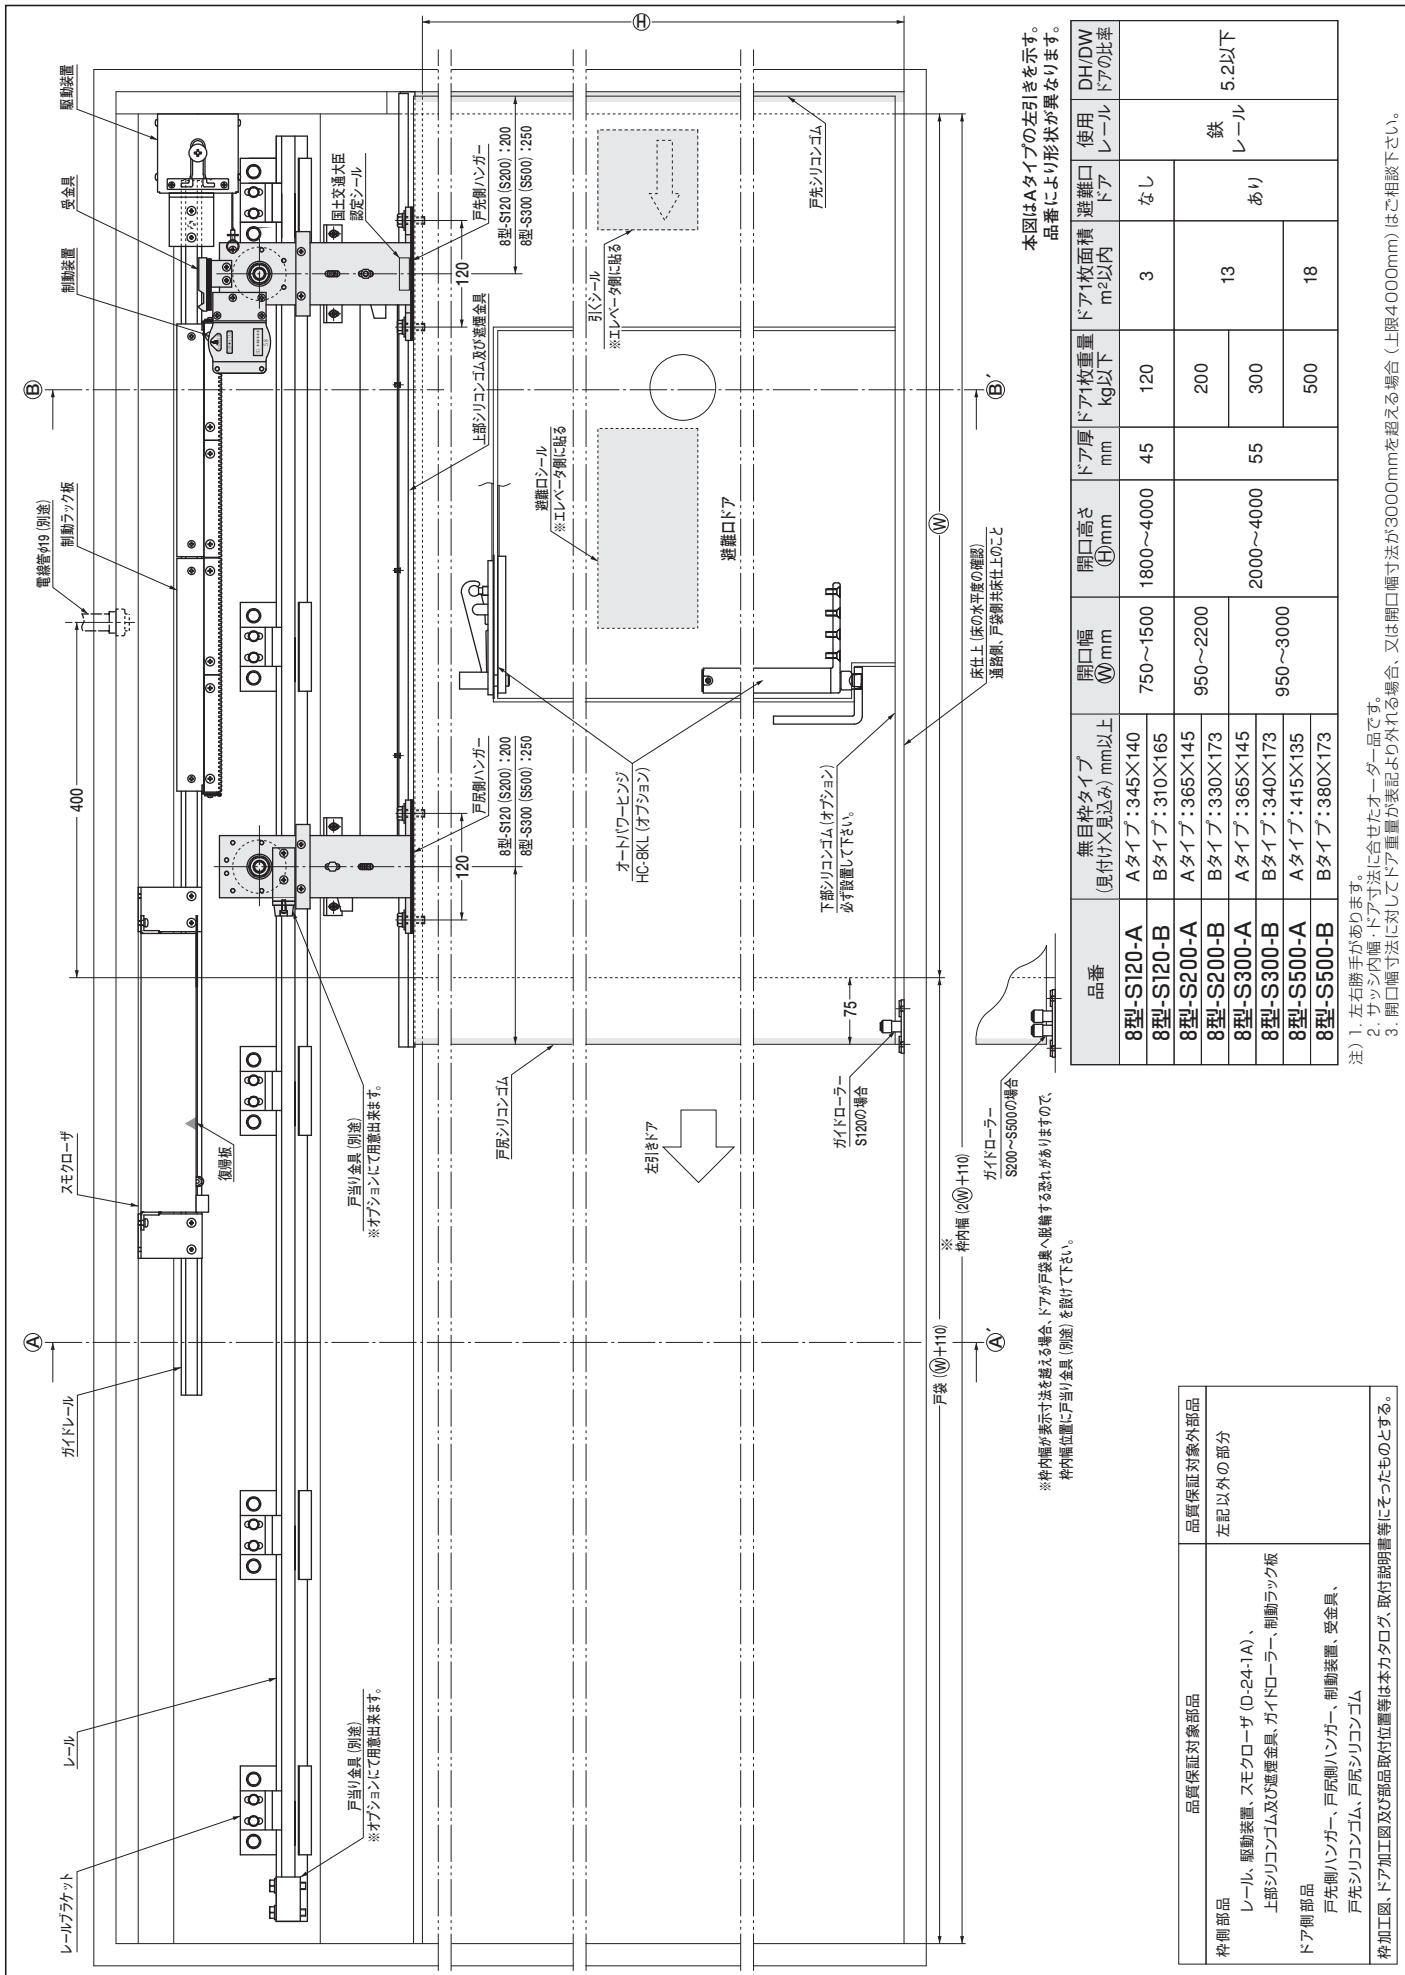 レールブラケット
レール
ガイドレール
スモクローザ
電線管φ19(別途)
制動ラック板
制動装置
受金具
駆動装置
400
Ⓐ
Ⓑ
Ⓗ
復帰板
戸当り金具(別途)
※オプションにて用意出来ます。
戸当り金具(別途)
※オプションにて用意出来ます。
国土交通大臣
認定シール
120
120
戸尻側ハンガー
8型-S120(S200):200
8型-S300(S500):250
戸先側ハンガー
8型-S120(S200):200
8型-S300(S500):250
上部シリコンゴム及び遮煙金具
戸尻シリコンゴム
オートパワーヒンジ
HC-8KL(オプション)
避難口シール
※エレベータ側に貼る
引くシール
※エレベータ側に貼る
避難口ドア
左引きドア
戸先シリコンゴム
ガイドローラー
S120の場合
75
下部シリコンゴム(オプション)
必ず設置して下さい。
床仕上(床の水平度の確認)
通路側、戸袋側共床仕上のこと
Ⓐ´
Ⓑ´
戸袋(Ⓦ+110)
Ⓦ
※
枠内幅(2Ⓦ+110)
ガイドローラー
S200~S500の場合
※枠内幅が表示寸法を越える場合、ドアが戸袋奥へ脱輪する恐れがありますので、
枠内幅位置に戸当り金具(別途)を設けて下さい。
本図はAタイプの左引きを示す。
品番により形状が異なります。
品番 無目枠タイプ (見付け×見込み)mm以上 開口幅 Ⓦmm 開口高さ Ⓗmm ドア厚 mm ドア1枚重量 kg以下 ドア1枚面積 m²以内 避難口 ドア 使用 レール DH/DW ドアの比率
8型-S120-A Aタイプ:345×140 750~1500 1800~4000 45 120 3 なし 鉄 レール 5.2以下
8型-S120-B Bタイプ:310×165
8型-S200-A Aタイプ:365×145 950~2200 2000~4000 55 200 13 あり
8型-S200-B Bタイプ:330×173
8型-S300-A Aタイプ:365×145 950~3000 300
8型-S300-B Bタイプ:340×173
8型-S500-A Aタイプ:415×135 500 18
8型-S500-B Bタイプ:380×173
注)1. 左右勝手があります。
2. サッシ内幅・ドア寸法に合せたオーダー品です。
3. 開口幅寸法に対してドア重量が表記より外れる場合、又は開口幅寸法が3000mmを超える場合(上限4000mm)はご相談下さい。
品質保証対象部品 品質保証対象外部品
枠側部品 左記以外の部分
レール、駆動装置、スモクローザ(D-24-1A)、
上部シリコンゴム及び遮煙金具、ガイドローラー、制動ラック板
ドア側部品
戸先側ハンガー、戸尻側ハンガー、制動装置、受金具、
戸先シリコンゴム、戸尻シリコンゴム
枠加工図、ドア加工図及び部品取付位置等は本カタログ、取付説明書等にそったものとする。